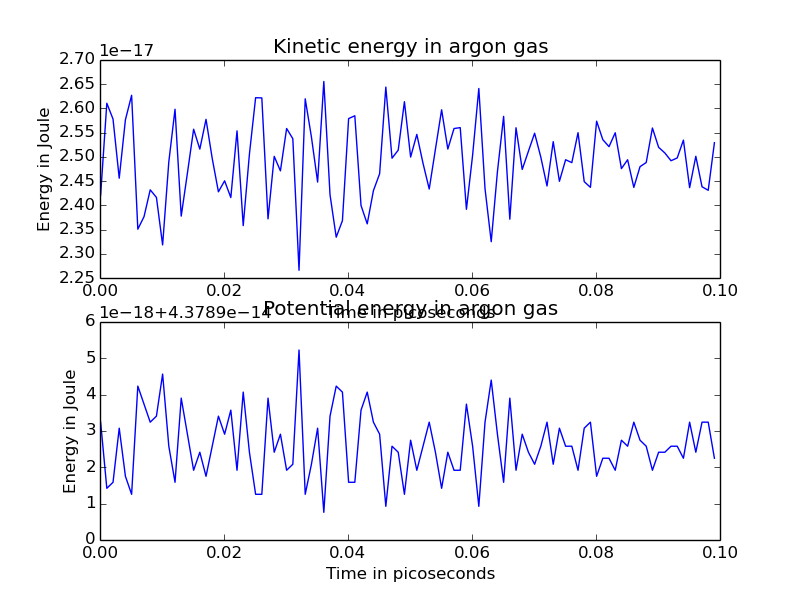 Kinetic energy in argon gas
1e−17
2.70
2.65
2.60
2.55
2.50
2.45
2.40
2.35
2.30
2.25
Energy in Joule
0.00 0.02 0.04 0.06 0.08 0.10
Time in picoseconds
Potential energy in argon gas
1e−18+4.3789e−14
6
5
4
3
2
1
0
Energy in Joule
0.00 0.02 0.04 0.06 0.08 0.10
Time in picoseconds